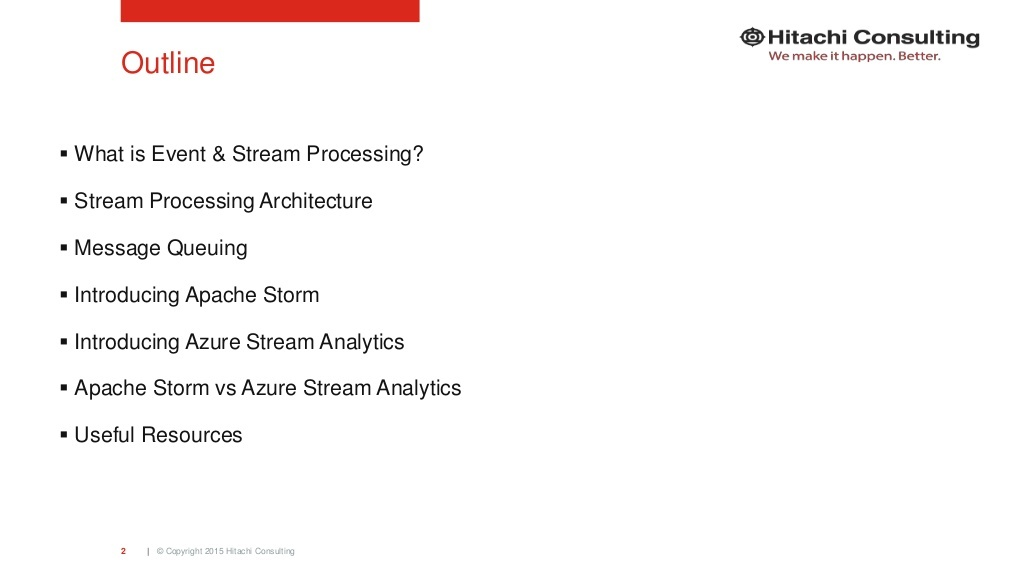 Hitachi Consulting
We make it happen. Better.
Outline
▪ What is Event & Stream Processing?
▪ Stream Processing Architecture
▪ Message Queuing
▪ Introducing Apache Storm
▪ Introducing Azure Stream Analytics
▪ Apache Storm vs Azure Stream Analytics
▪ Useful Resources
2 | © Copyright 2015 Hitachi Consulting